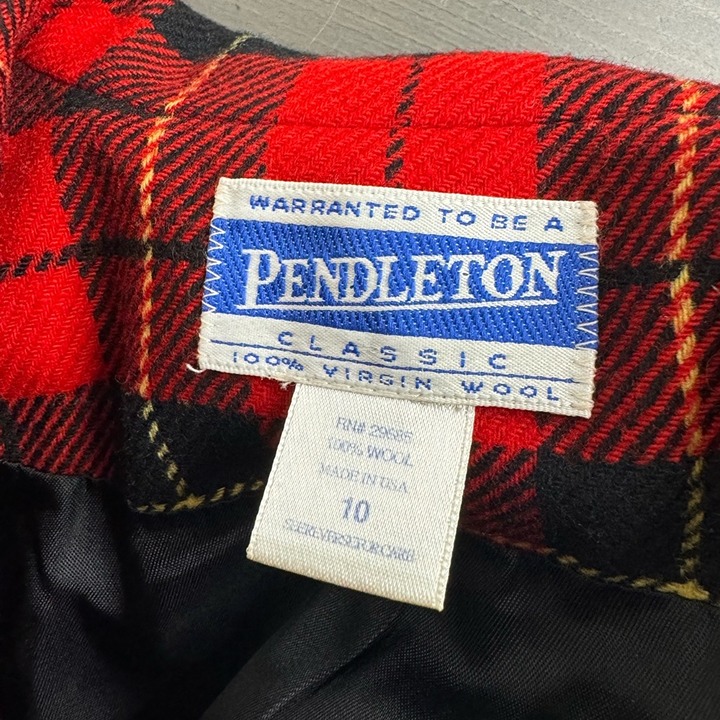 WARRANTED TO BE A
PENDLETON
CLASSIC
100% VIRGIN WOOL
RN# 29685
100% WOOL
MADE IN USA
10
SEE REVERSE FOR CARE